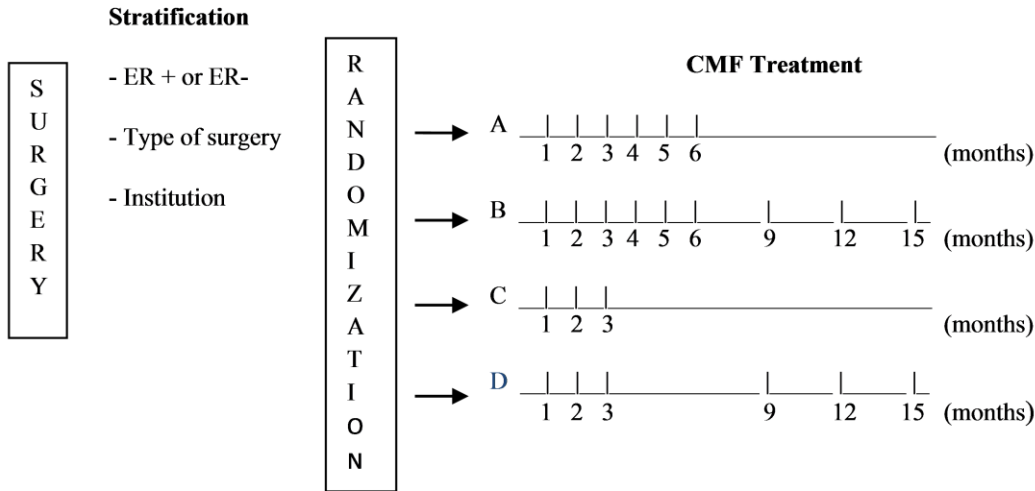 Stratification
- ER + or ER-
- Type of surgery
- Institution
S
U
R
G
E
R
Y
R
A
N
D
O
M
I
Z
A
T
I
O
N
CMF Treatment
A
1 2 3 4 5 6 (months)
B
1 2 3 4 5 6 9 12 15 (months)
C
1 2 3 (months)
D
1 2 3 9 12 15 (months)